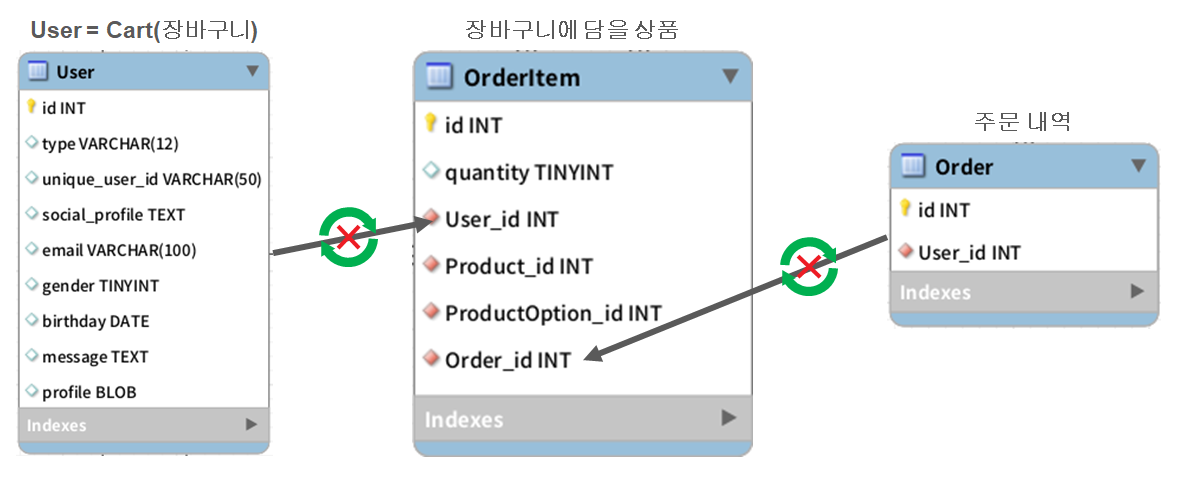 User = Cart(장바구니)
User
id INT
type VARCHAR(12)
unique_user_id VARCHAR(50)
social_profile TEXT
email VARCHAR(100)
gender TINYINT
birthday DATE
message TEXT
profile BLOB
Indexes
장바구니에 담을 상품
OrderItem
id INT
quantity TINYINT
User_id INT
Product_id INT
ProductOption_id INT
Order_id INT
Indexes
주문 내역
Order
id INT
User_id INT
Indexes